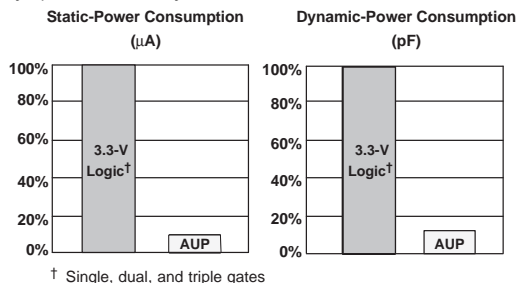 Static-Power Consumption
(µA)
100%
80%
60%
40%
20%
0%
3.3-V
Logic†
AUP
Dynamic-Power Consumption
(pF)
100%
80%
60%
40%
20%
0%
3.3-V
Logic†
AUP
† Single, dual, and triple gates